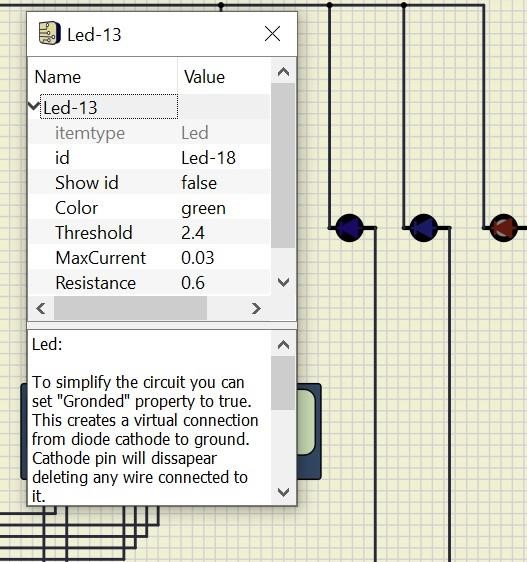 Led-13
Name Value
Led-13
itemtype Led
id Led-18
Show id false
Color green
Threshold 2.4
MaxCurrent 0.03
Resistance 0.6
Led:
To simplify the circuit you can
set "Gronded" property to true.
This creates a virtual connection
from diode cathode to ground.
Cathode pin will dissapear
deleting any wire connected to
it.